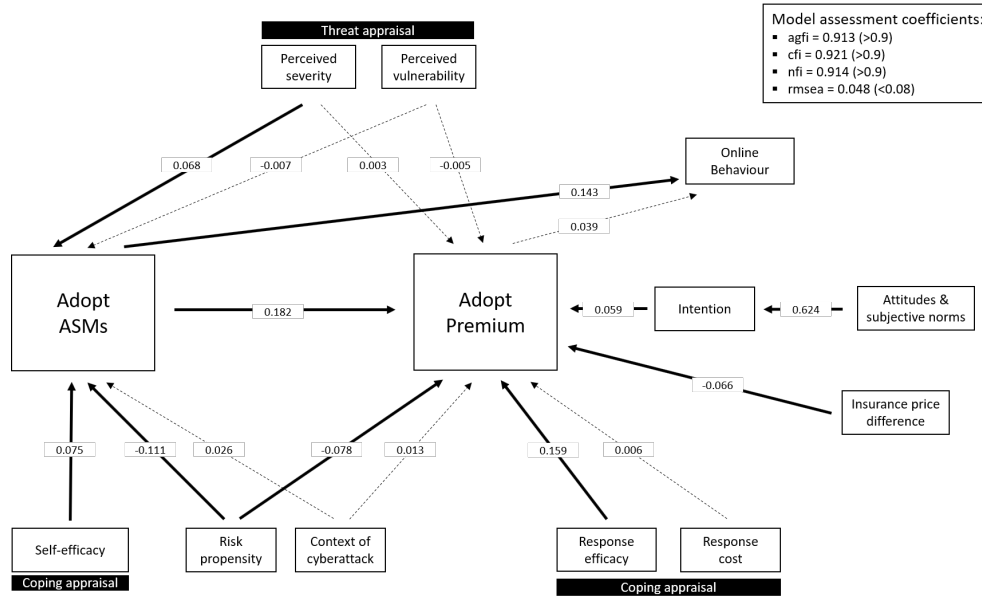 Threat appraisal
Perceived
severity
Perceived
vulnerability
Model assessment coefficients:
▪ agfi = 0.913 (>0.9)
▪ cfi = 0.921 (>0.9)
▪ nfi = 0.914 (>0.9)
▪ rmsea = 0.048 (<0.08)
0.068
-0.007
0.003
-0.005
Online
Behaviour
0.143
0.039
Adopt
ASMs
0.182
Adopt
Premium
0.059
Intention
0.624
Attitudes &
subjective norms
-0.066
Insurance price
difference
0.075
-0.111
0.026
-0.078
0.013
0.159
0.006
Self-efficacy
Coping appraisal
Risk
propensity
Context of
cyberattack
Response
efficacy
Response
cost
Coping appraisal